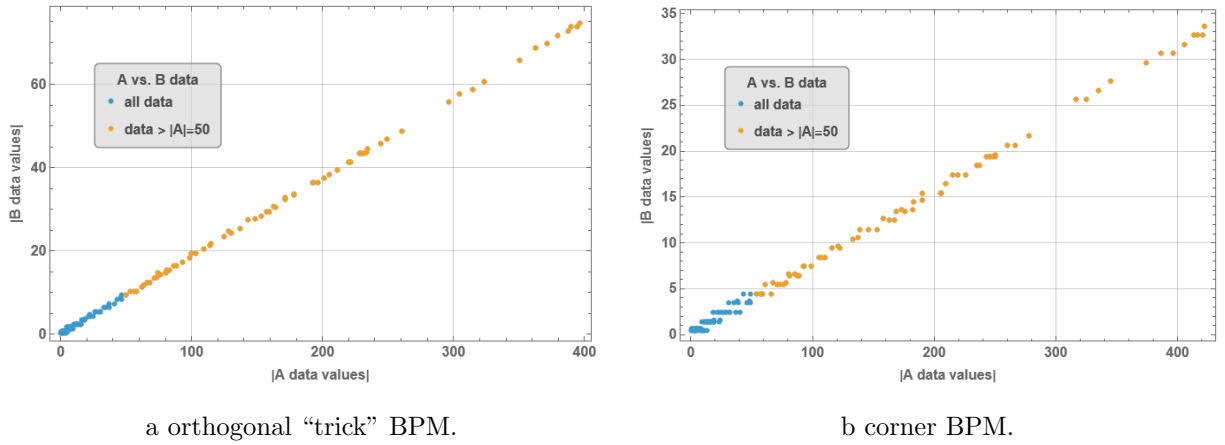 |B data values|
60
40
20
0
A vs. B data
all data
data > |A|=50
0 100 200 300 400
|A data values|
a orthogonal “trick” BPM.
|B data values|
35
30
25
20
15
10
5
0
A vs. B data
all data
data > |A|=50
0 100 200 300 400
|A data values|
b corner BPM.